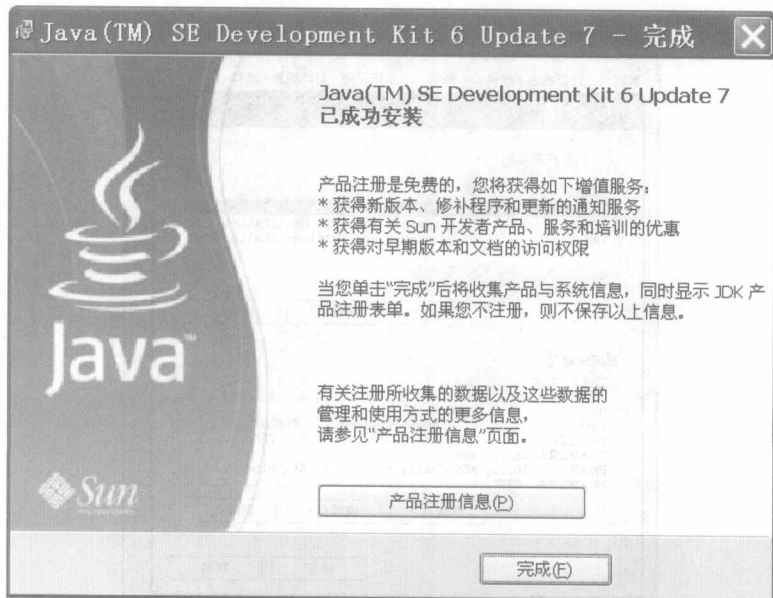 Java(TM) SE Development Kit 6 Update 7 - 完成
Java(TM) SE Development Kit 6 Update 7
已成功安装
产品注册是免费的，您将获得如下增值服务：
* 获得新版本、修补程序和更新的通知服务
* 获得有关 Sun 开发者产品、服务和培训的优惠
* 获得对早期版本和文档的访问权限
当您单击“完成”后将收集产品与系统信息，同时显示 JDK 产
品注册表单。如果您不注册，则不保存以上信息。
Java™
有关注册所收集的数据以及这些数据的
管理和使用方式的更多信息，
请参见“产品注册信息”页面。
Sun
产品注册信息(P)
完成(F)